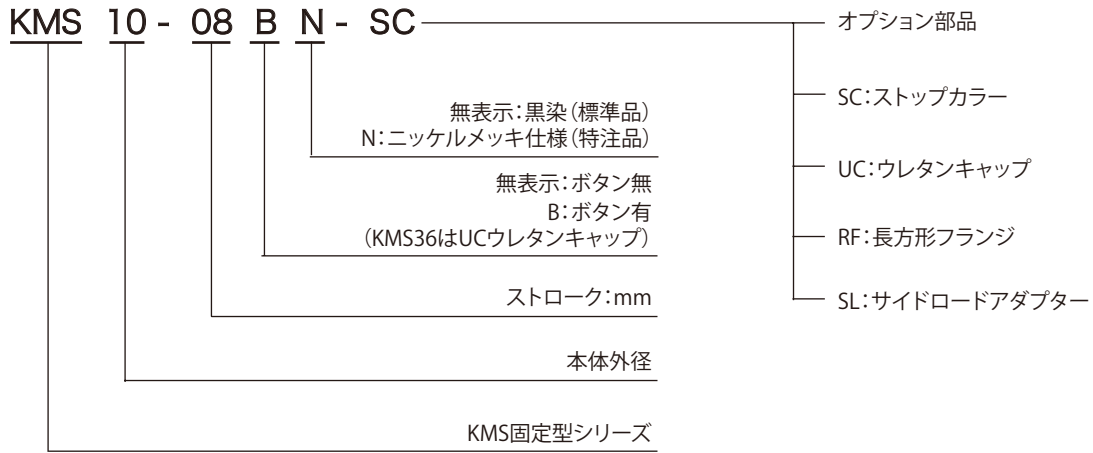 KMS 10 - 08 B N - SC
オプション部品
SC：ストップカラー
UC：ウレタンキャップ
RF：長方形フランジ
SL：サイドロードアダプター
無表示：黒染（標準品）
N：ニッケルメッキ仕様（特注品）
無表示：ボタン無
B：ボタン有
（KMS36はUCウレタンキャップ）
ストローク：mm
本体外径
KMS固定型シリーズ